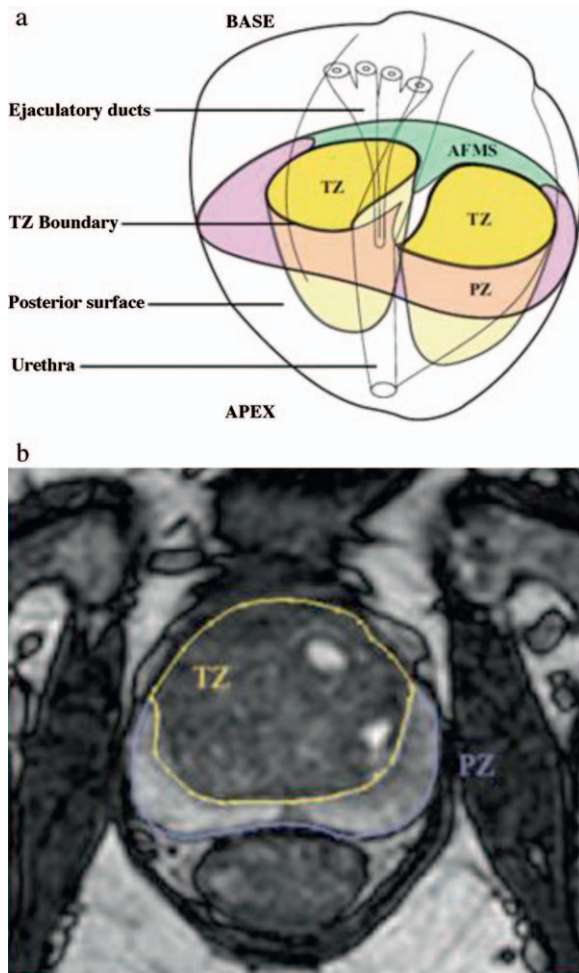 a
BASE
Ejaculatory ducts
AFMS
TZ
TZ Boundary
TZ
Posterior surface
PZ
Urethra
APEX
b
TZ
PZ